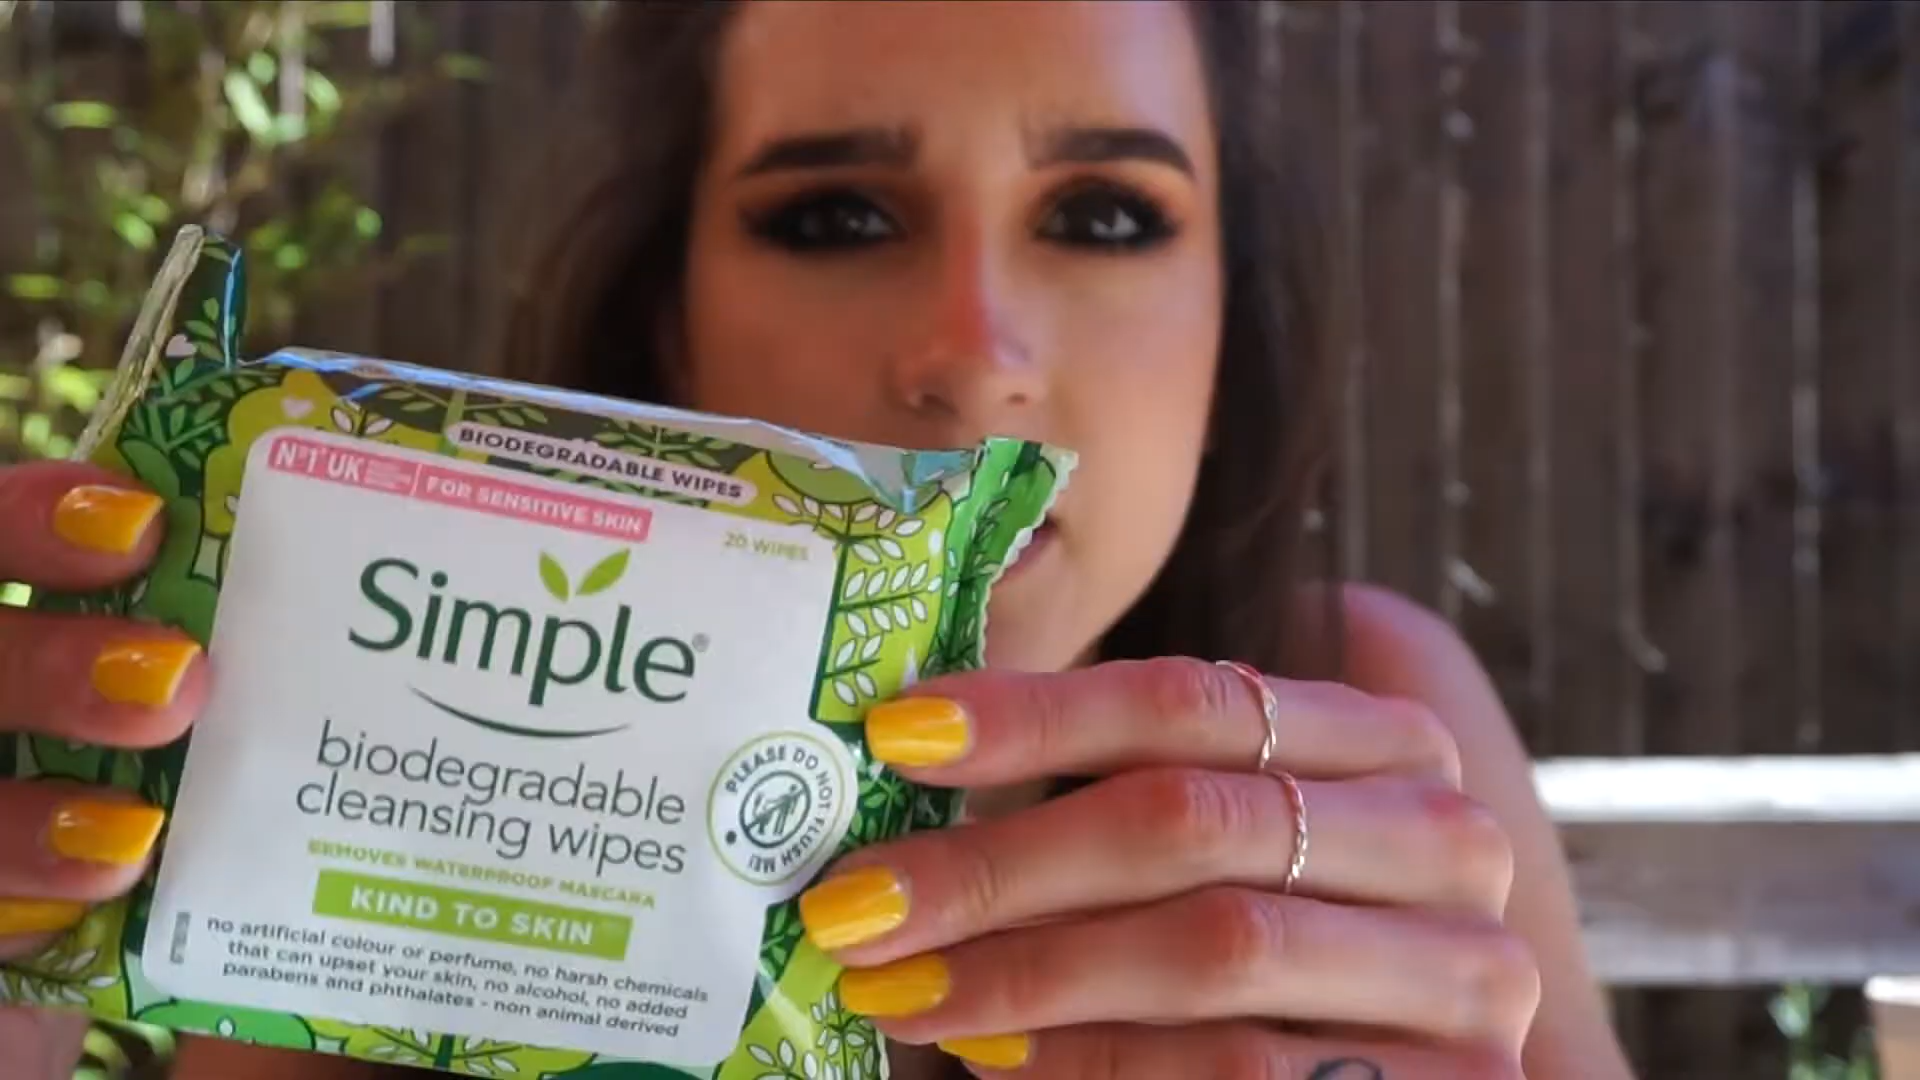 BIODEGRADABLE WIPES
Nº1* UK
FOR SENSITIVE SKIN
20 WIPES
Simple®
biodegradable
cleansing wipes
PLEASE DO NOT FLUSH ME!
REMOVES WATERPROOF MASCARA
KIND TO SKIN
no artificial colour or perfume, no harsh chemicals
that can upset your skin, no alcohol, no added
parabens and phthalates - non animal derived